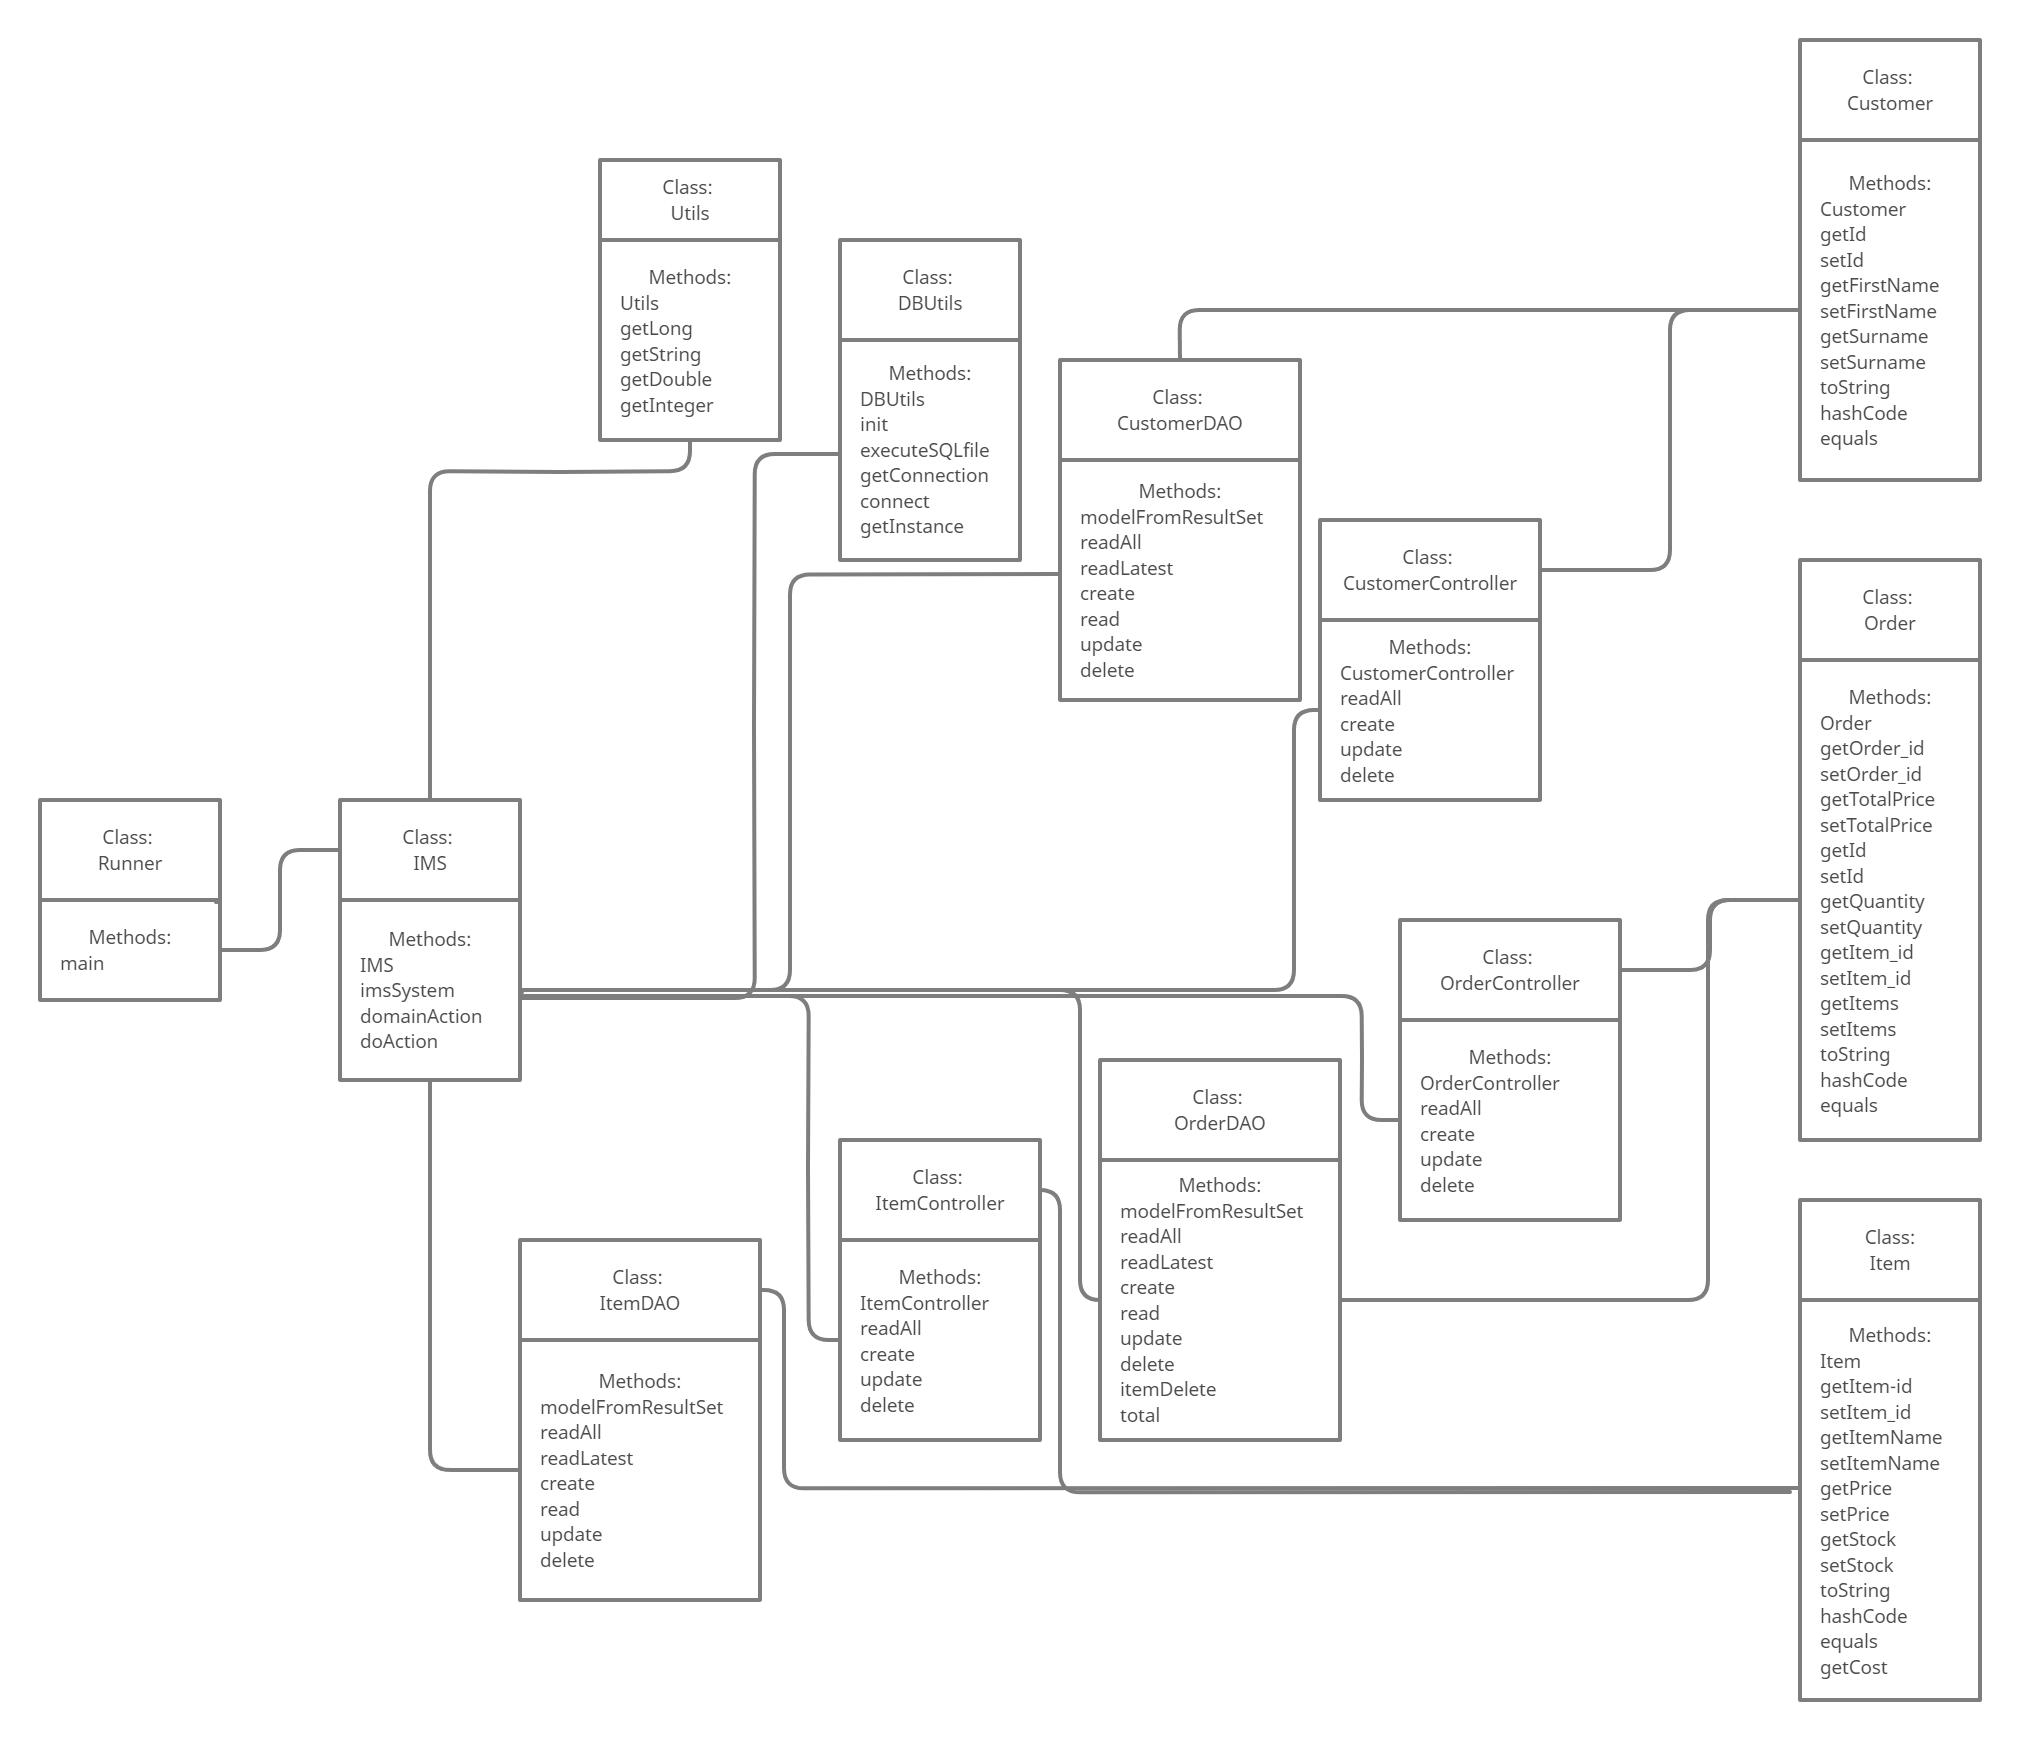 Class:
Customer
Methods:
Customer
getId
setId
getFirstName
setFirstName
getSurname
setSurname
toString
hashCode
equals
Class:
Utils
Methods:
Utils
getLong
getString
getDouble
getInteger
Class:
DBUtils
Methods:
DBUtils
init
executeSQLfile
getConnection
connect
getInstance
Class:
CustomerDAO
Methods:
modelFromResultSet
readAll
readLatest
create
read
update
delete
Class:
CustomerController
Methods:
CustomerController
readAll
create
update
delete
Class:
Order
Methods:
Order
getOrder_id
setOrder_id
getTotalPrice
setTotalPrice
getId
setId
getQuantity
setQuantity
getItem_id
setItem_id
getItems
setItems
toString
hashCode
equals
Class:
Runner
Methods:
main
Class:
IMS
Methods:
IMS
imsSystem
domainAction
doAction
Class:
OrderController
Methods:
OrderController
readAll
create
update
delete
Class:
OrderDAO
Methods:
modelFromResultSet
readAll
readLatest
create
read
update
delete
itemDelete
total
Class:
ItemController
Methods:
ItemController
readAll
create
update
delete
Class:
ItemDAO
Methods:
modelFromResultSet
readAll
readLatest
create
read
update
delete
Class:
Item
Methods:
Item
getItem-id
setItem_id
getItemName
setItemName
getPrice
setPrice
getStock
setStock
toString
hashCode
equals
getCost